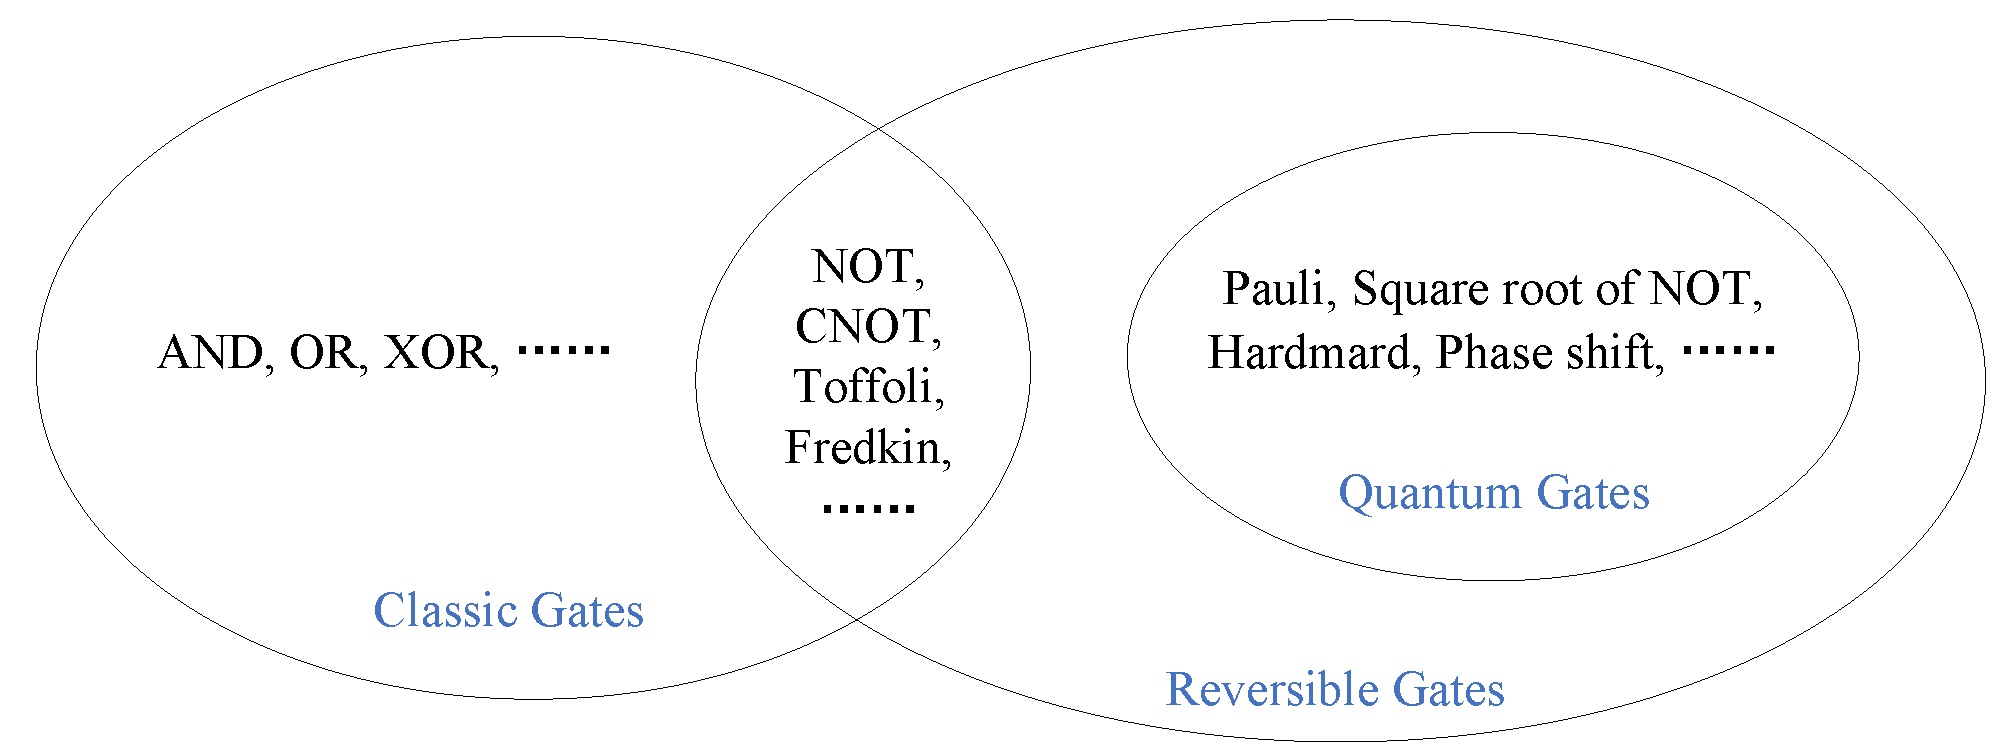 AND, OR, XOR, ……
Classic Gates
NOT,
CNOT,
Toffoli,
Fredkin,
……
Pauli, Square root of NOT,
Hardmard, Phase shift, ……
Quantum Gates
Reversible Gates